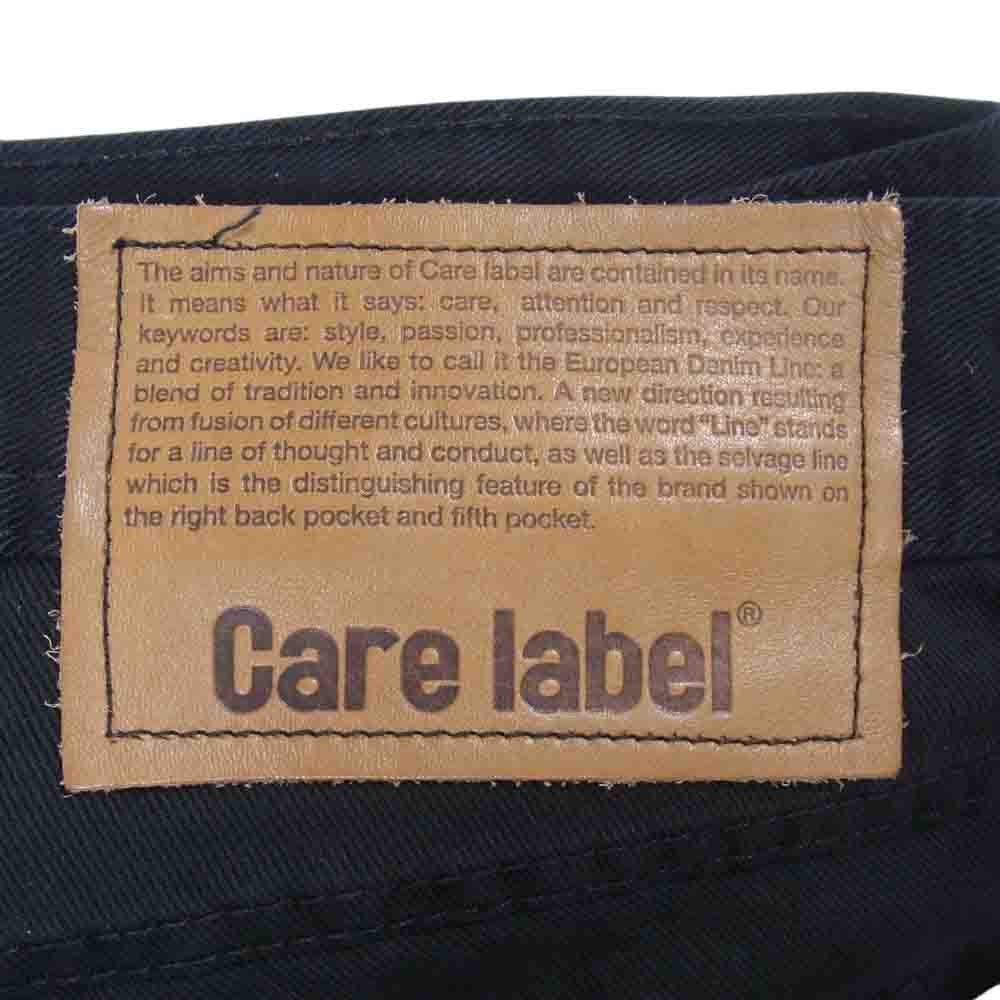 The aims and nature of Care label are contained in its name.
It means what it says: care, attention and respect. Our
keywords are: style, passion, professionalism, experience
and creativity. We like to call it the European Denim Line: a
blend of tradition and innovation. A new direction resulting
from fusion of different cultures, where the word "Line" stands
for a line of thought and conduct, as well as the selvage line
which is the distinguishing feature of the brand shown on
the right back pocket and fifth pocket.
Care label®